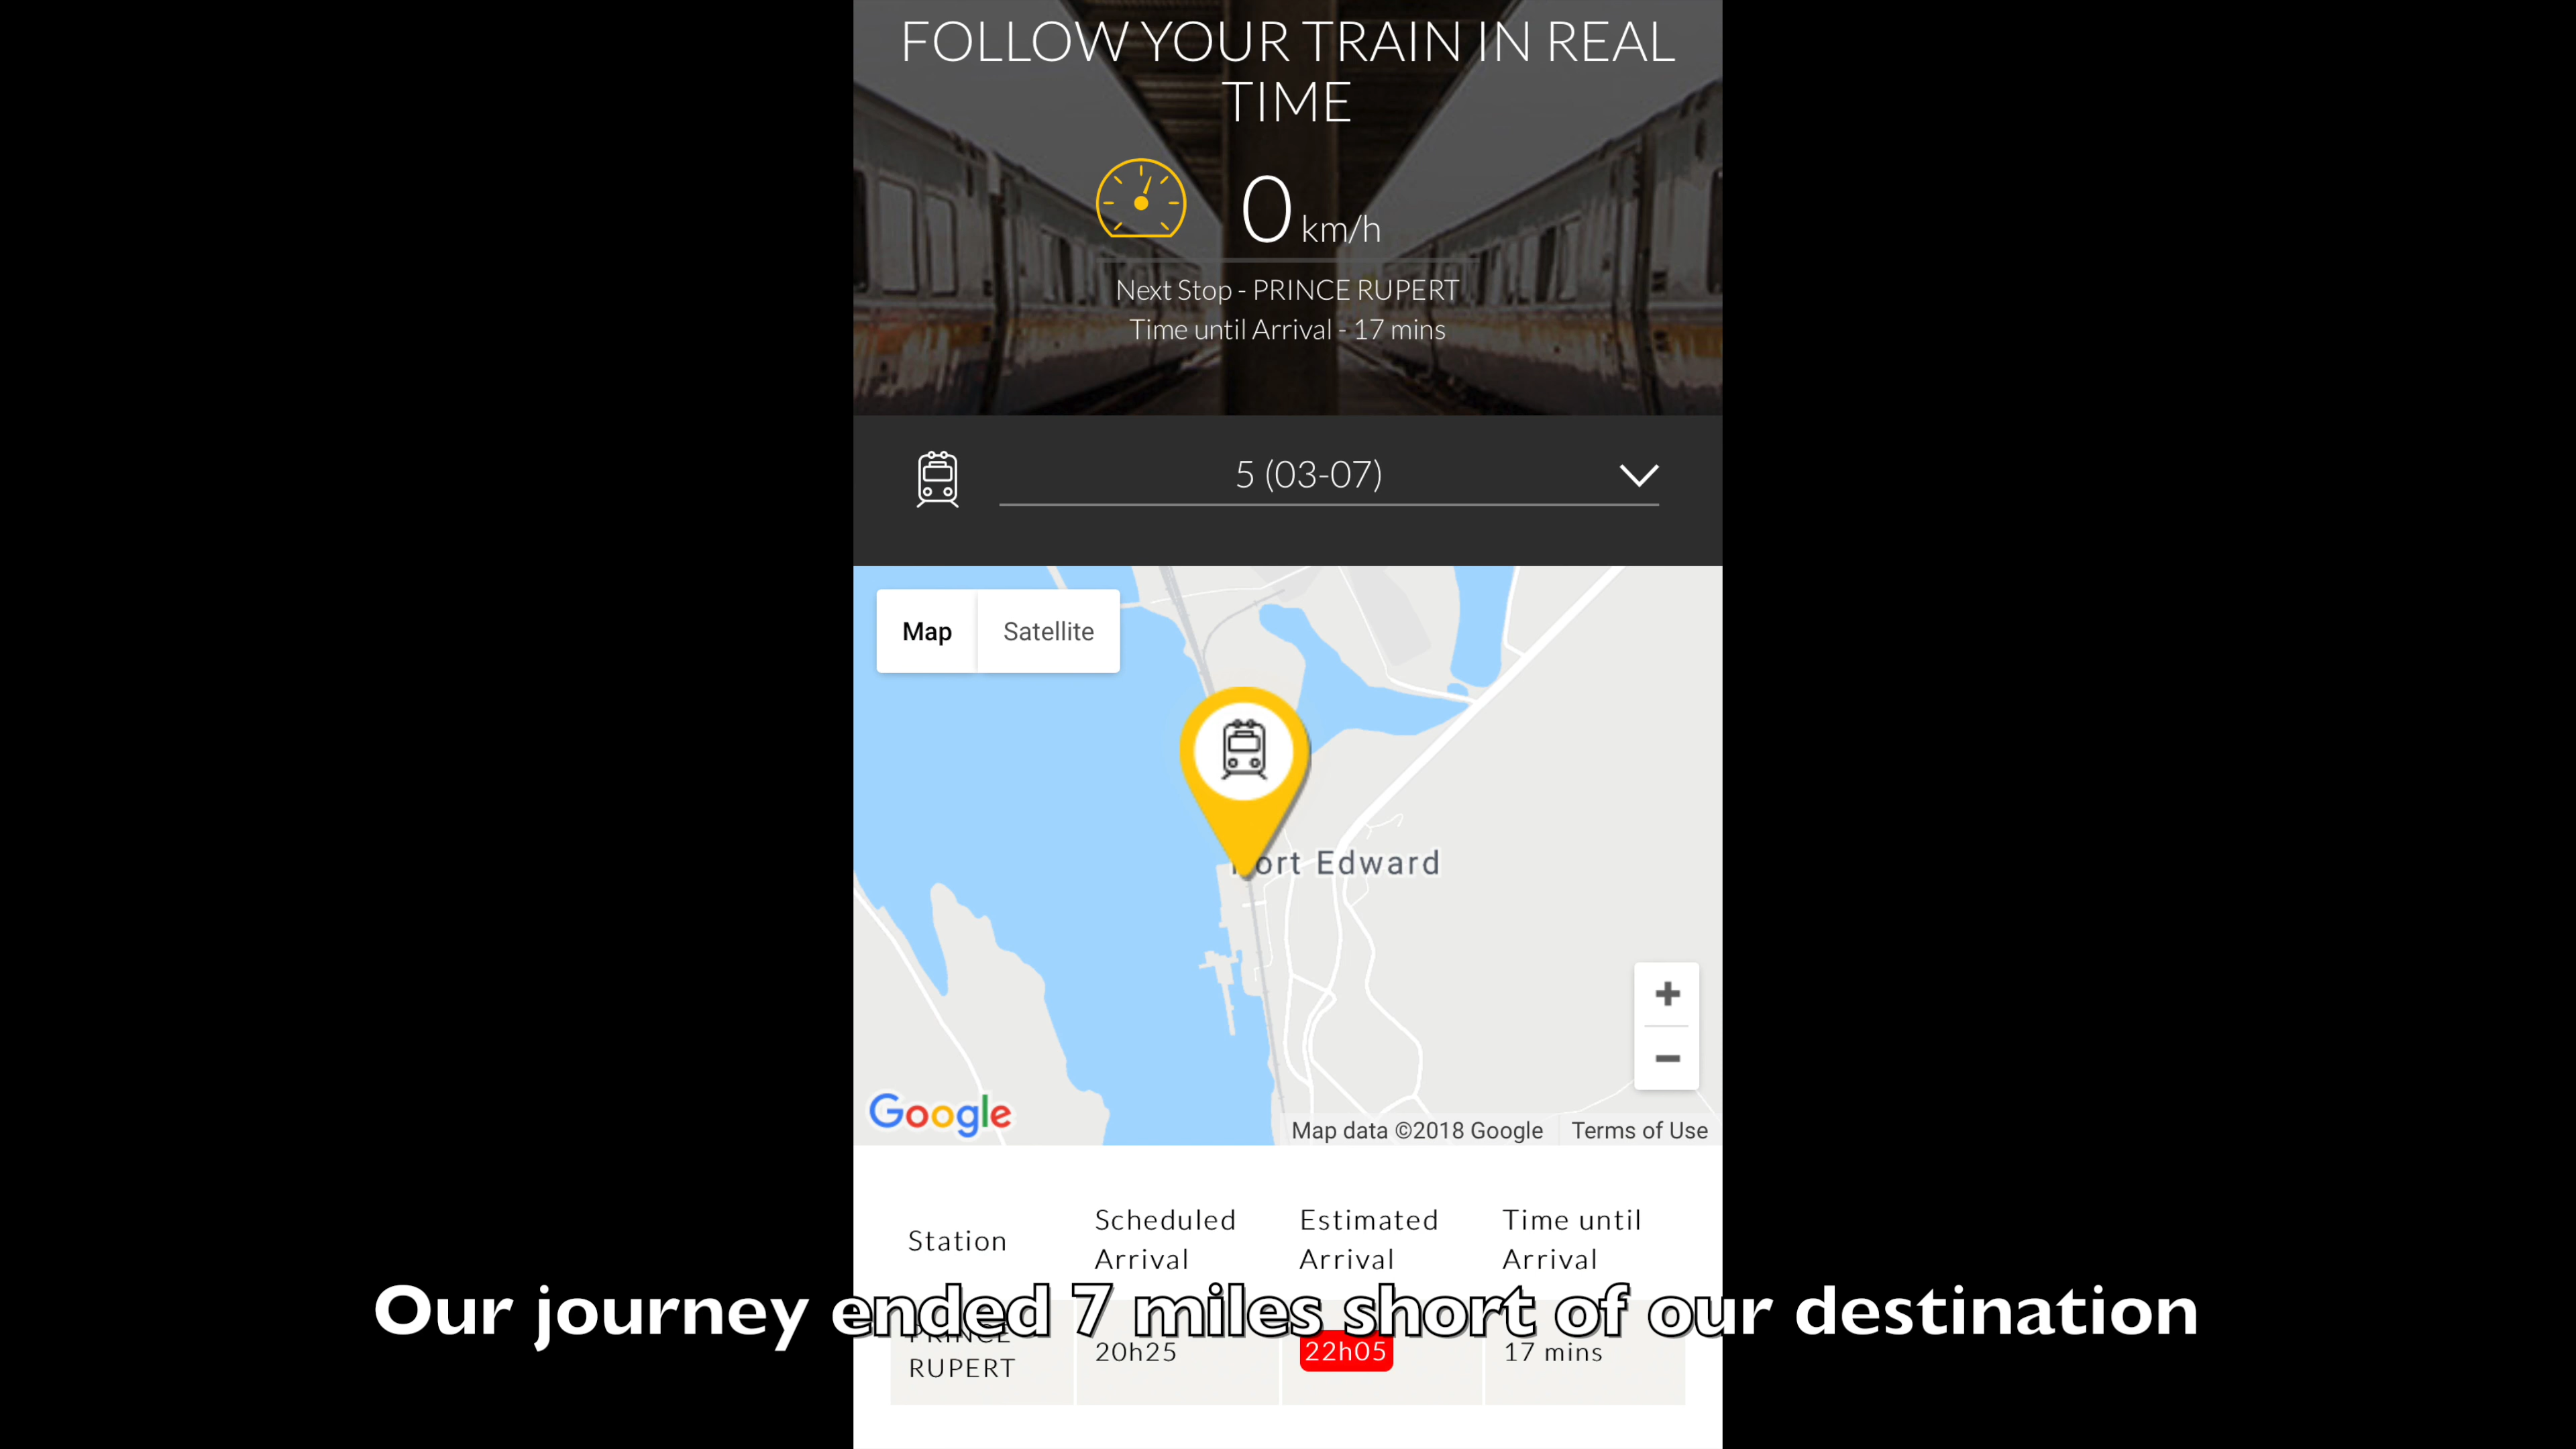 FOLLOW YOUR TRAIN IN REAL
TIME
0 km/h
Next Stop - PRINCE RUPERT
Time until Arrival - 17 mins
5 (03-07)
Map Satellite
Port Edward
+
−
Google
Map data ©2018 Google Terms of Use
Station
Scheduled
Arrival
Estimated
Arrival
Time until
Arrival
Our journey ended 7 miles short of our destination
PRINCE
RUPERT
20h25
22h05
17 mins